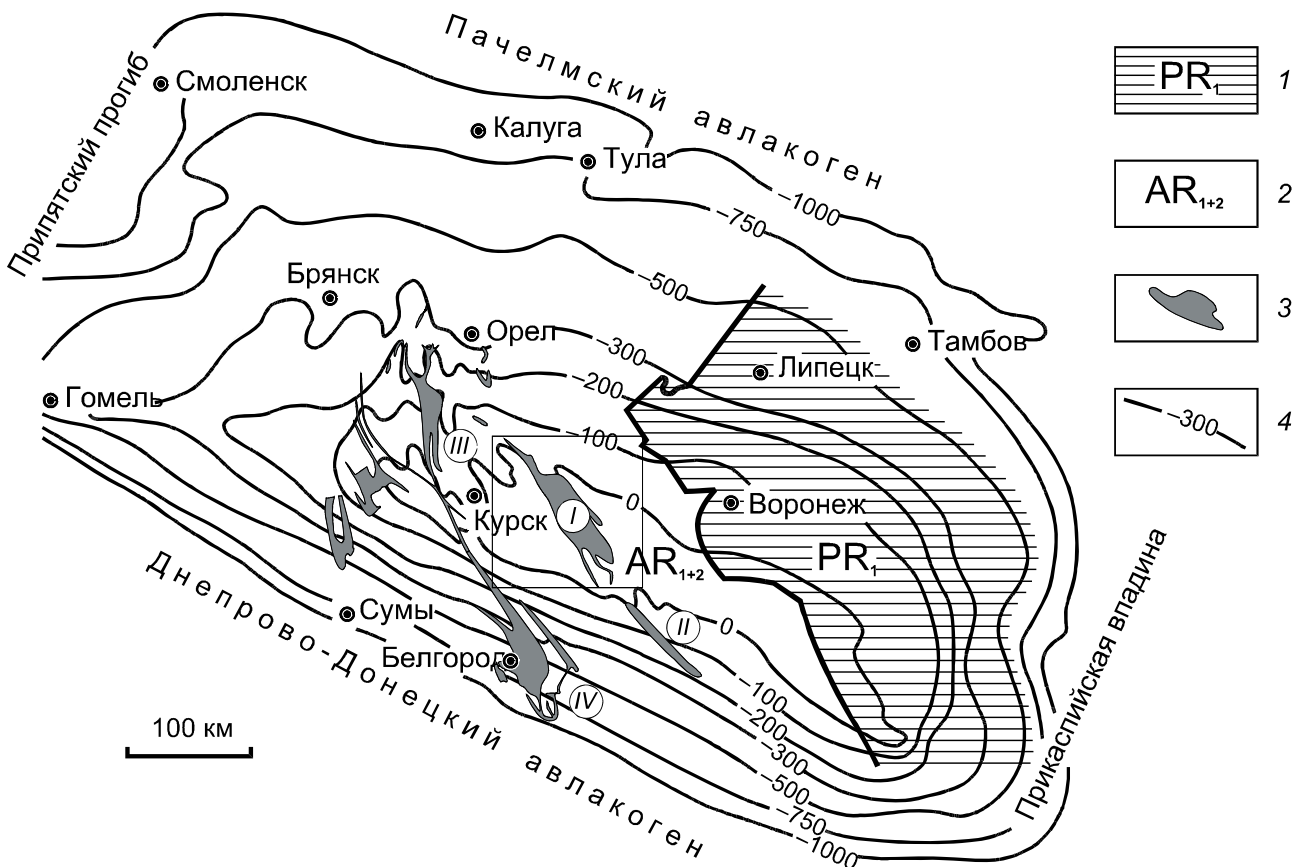 Пачелмский авлакоген
Припятский прогиб
Смоленск
Калуга
Тула
–1000
–750
Брянск
–500
Орел
–300
Тамбов
Липецк
–200
Гомель
–100
III
0
Воронеж
Курск
I
AR1+2
PR1
Днепрово-Донецкий авлакоген
Сумы
II
0
Белгород
IV
–100
–200
–300
–500
–750
–1000
Прикаспийская впадина
100 км
PR1 1
AR1+2 2
3
–300 4